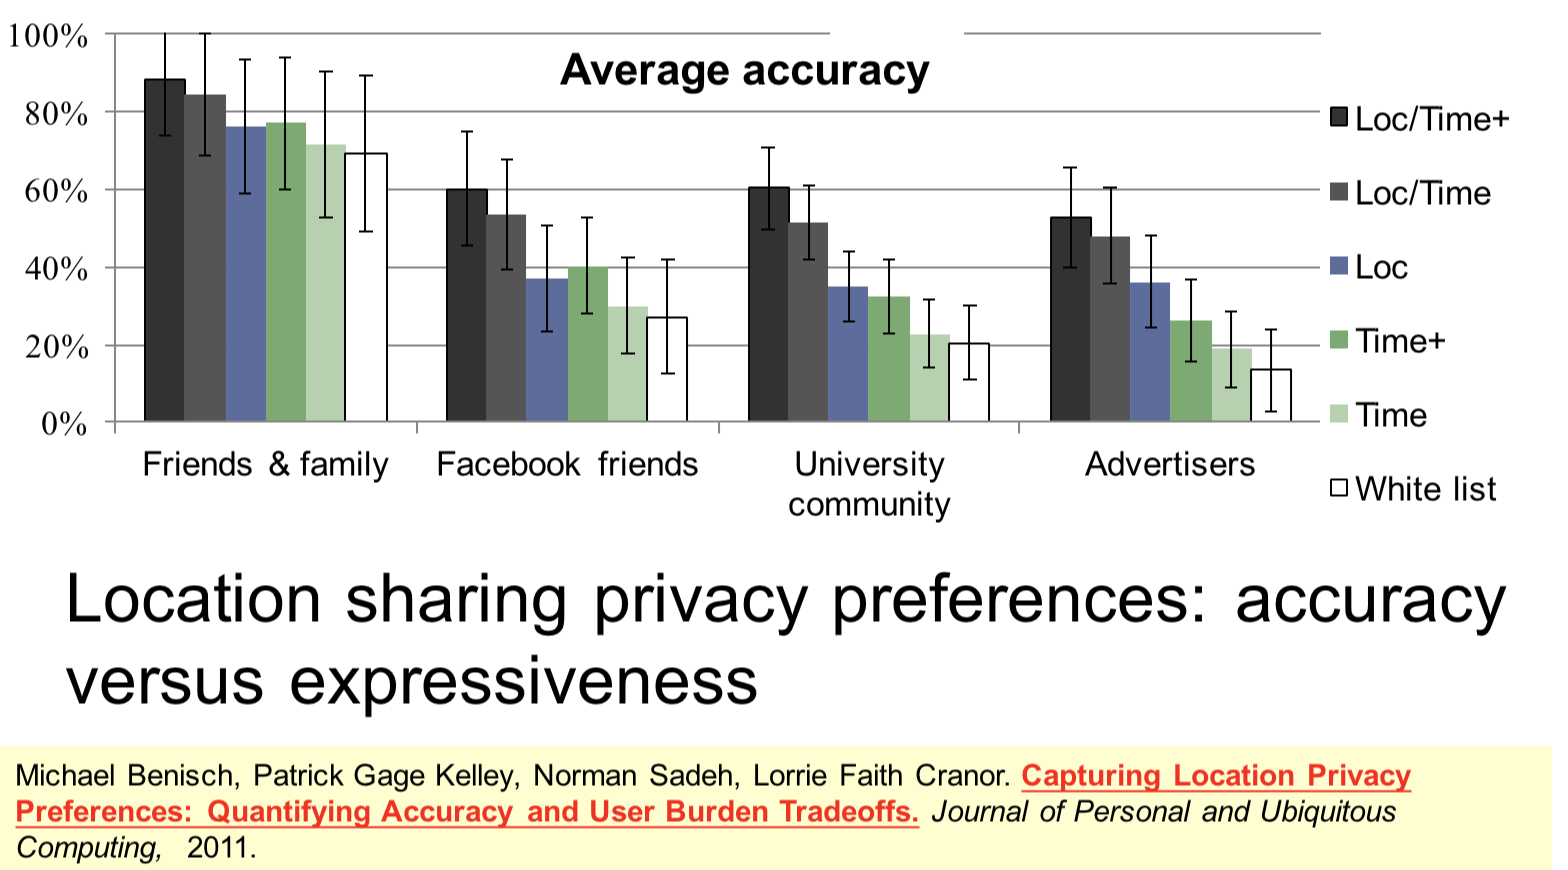 100%
Average accuracy
80%
60%
40%
20%
0%
Friends & family
Facebook friends
University
community
Advertisers
Loc/Time+
Loc/Time
Loc
Time+
Time
White list
Location sharing privacy preferences: accuracy
versus expressiveness
Michael Benisch, Patrick Gage Kelley, Norman Sadeh, Lorrie Faith Cranor. Capturing Location Privacy
Preferences: Quantifying Accuracy and User Burden Tradeoffs. Journal of Personal and Ubiquitous
Computing, 2011.